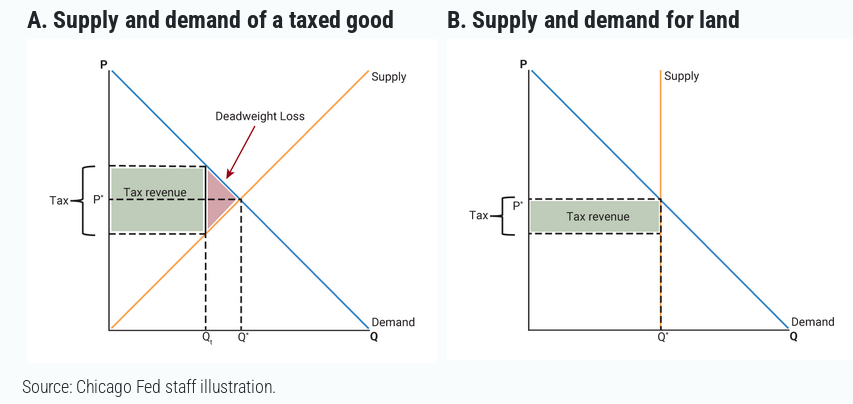 A. Supply and demand of a taxed good
P
Supply
Deadweight Loss
Tax revenue
Tax
P*
Demand
Qt
Q*
Q
B. Supply and demand for land
P
Supply
P*
Tax
Tax revenue
Demand
Q*
Q
Source: Chicago Fed staff illustration.